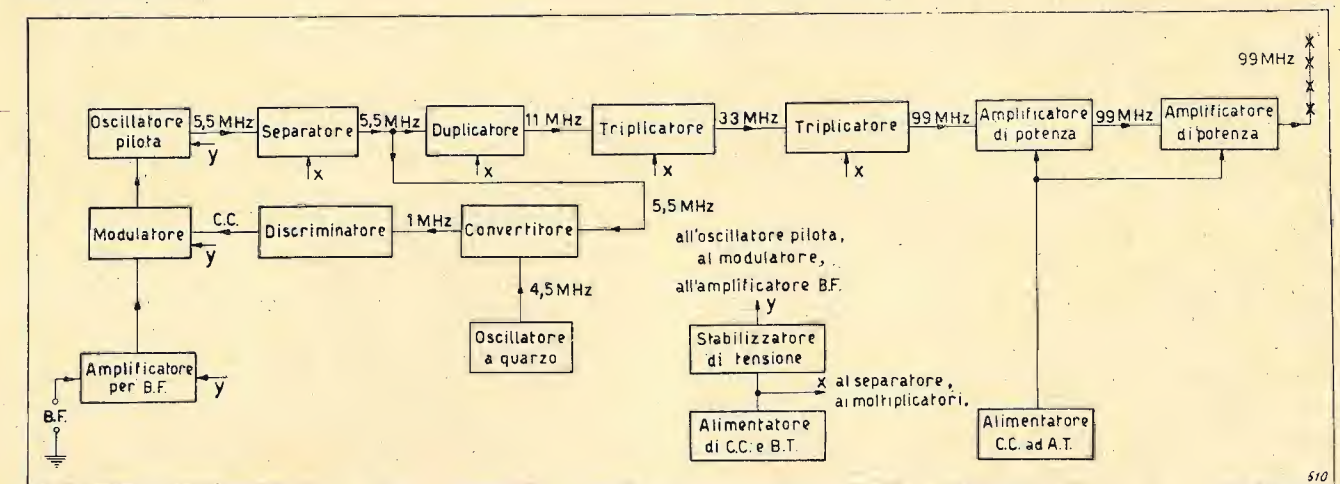 99 MHz
Oscillatore
pilota
5,5 MHz
y
Separatore
x
5,5 MHz
Duplicatore
x
11 MHz
Triplicatore
x
33 MHz
Triplicatore
x
99 MHz
Amplificatore
di potenza
99 MHz
Amplificatore
di potenza
Modulatore
y
C.C.
Discriminatore
1 MHz
Convertitore
5,5 MHz
4,5 MHz
Oscillatore
a quarzo
Amplificatore
per B.F.
y
B.F.
all'oscillatore pilota,
al modulatore,
all'amplificatore B.F.
y
Stabilizzatore
di tensione
x al separatore,
ai moltiplicatori.
Alimentatore
di C.C. e B.T.
Alimentatore
C.C. ad A.T.
510